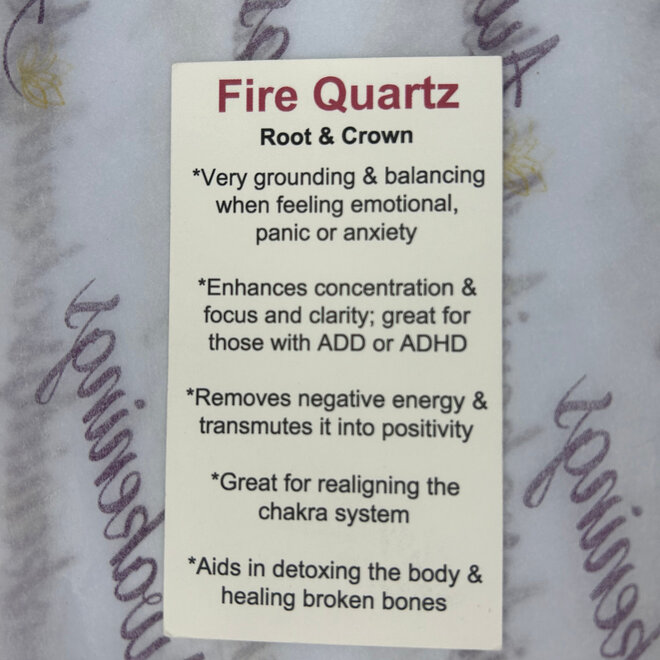 Fire Quartz
Root & Crown
*Very grounding & balancing
when feeling emotional,
panic or anxiety
*Enhances concentration &
focus and clarity; great for
those with ADD or ADHD
*Removes negative energy &
transmutes it into positivity
*Great for realigning the
chakra system
*Aids in detoxing the body &
healing broken bones